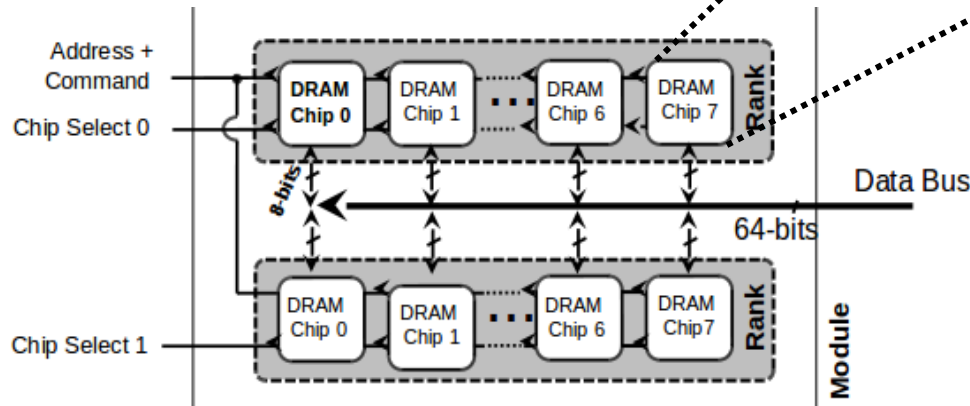 Address +
Command
Chip Select 0
DRAM
Chip 0
DRAM
Chip 1
...
DRAM
Chip 6
DRAM
Chip 7
Rank
8-bits
Data Bus
64-bits
DRAM
Chip 0
DRAM
Chip 1
...
DRAM
Chip 6
DRAM
Chip7
Rank
Chip Select 1
Module